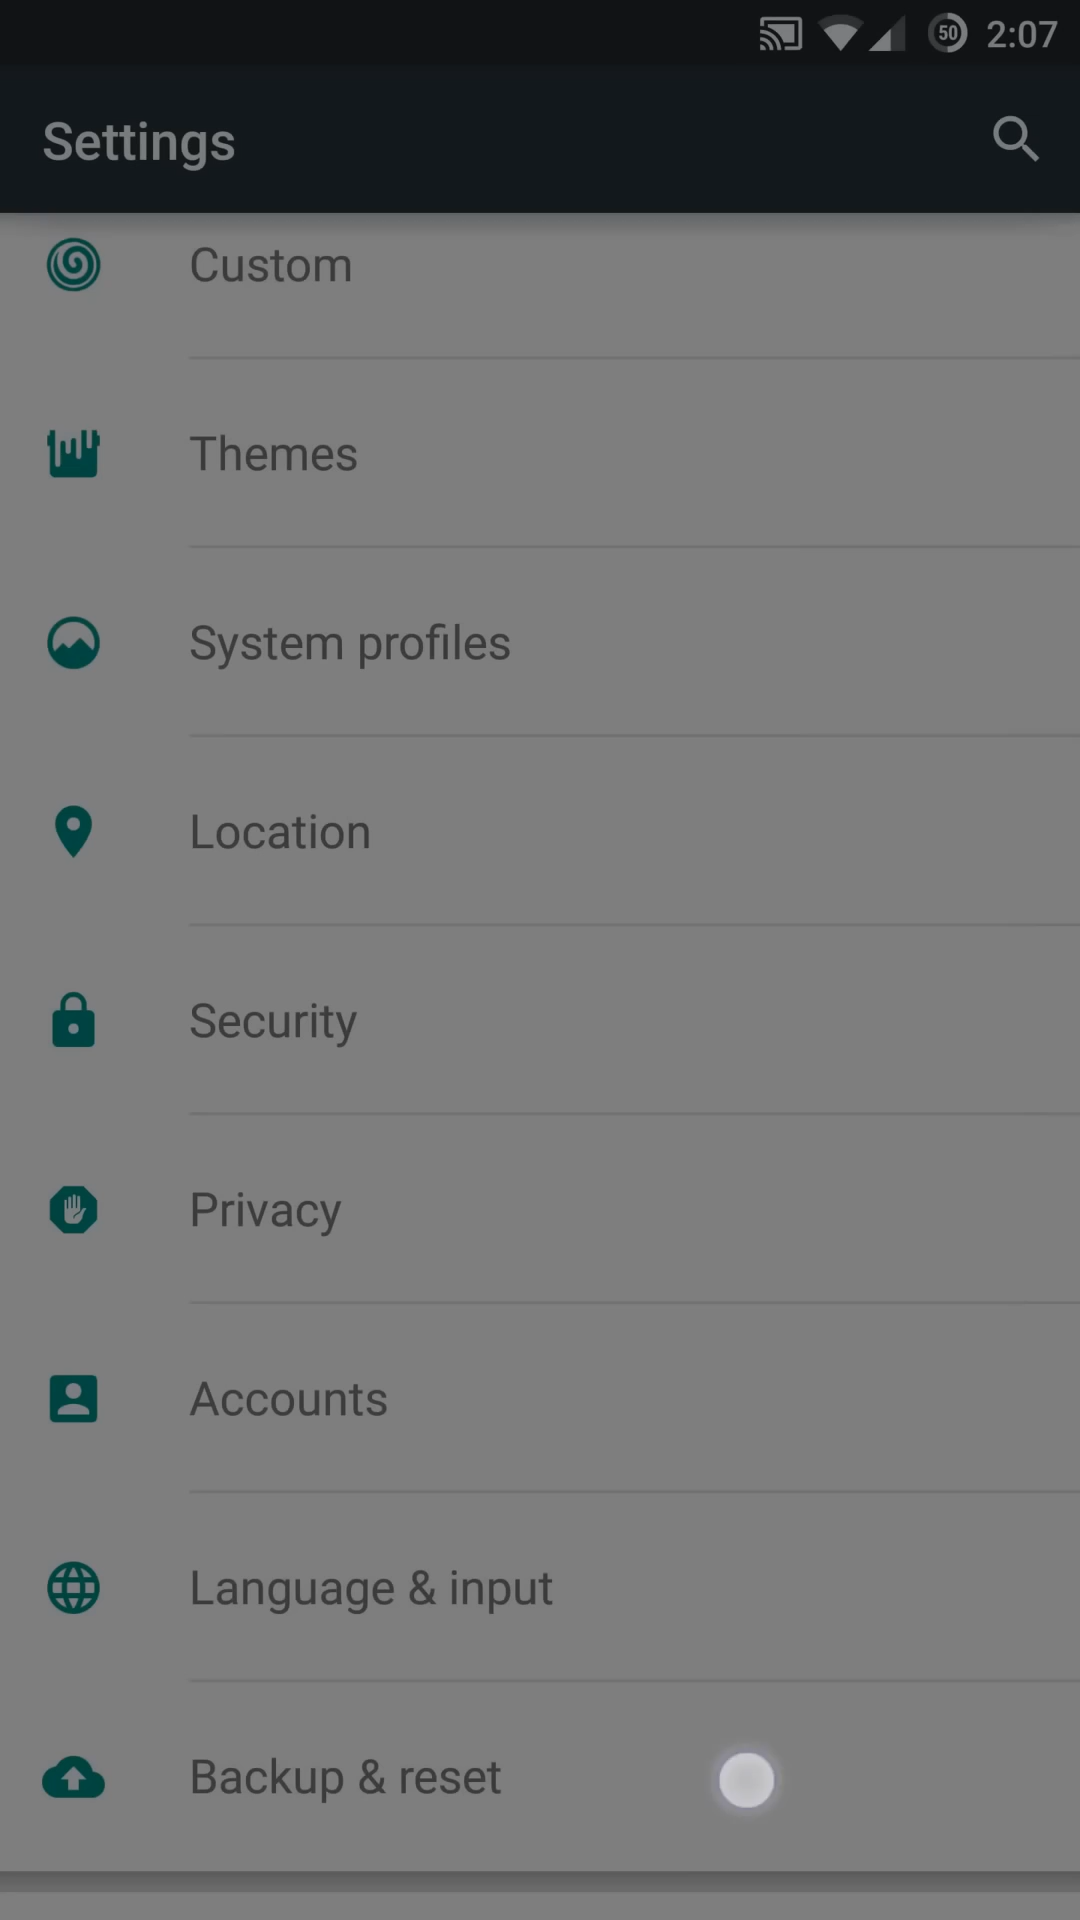 50 2:07
Settings
Custom
Themes
System profiles
Location
Security
Privacy
Accounts
Language & input
Backup & reset